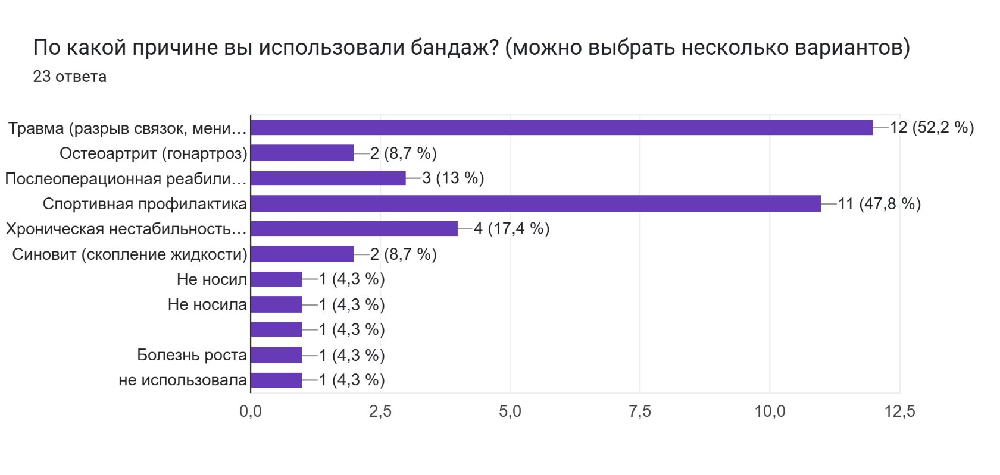 По какой причине вы использовали бандаж? (можно выбрать несколько вариантов)
23 ответа
Травма (разрыв связок, мени… 12 (52,2 %)
Остеоартрит (гонартроз) 2 (8,7 %)
Послеоперационная реабили… 3 (13 %)
Спортивная профилактика 11 (47,8 %)
Хроническая нестабильность… 4 (17,4 %)
Синовит (скопление жидкости) 2 (8,7 %)
Не носил 1 (4,3 %)
Не носила 1 (4,3 %)
1 (4,3 %)
Болезнь роста 1 (4,3 %)
не использовала 1 (4,3 %)
0,0 2,5 5,0 7,5 10,0 12,5